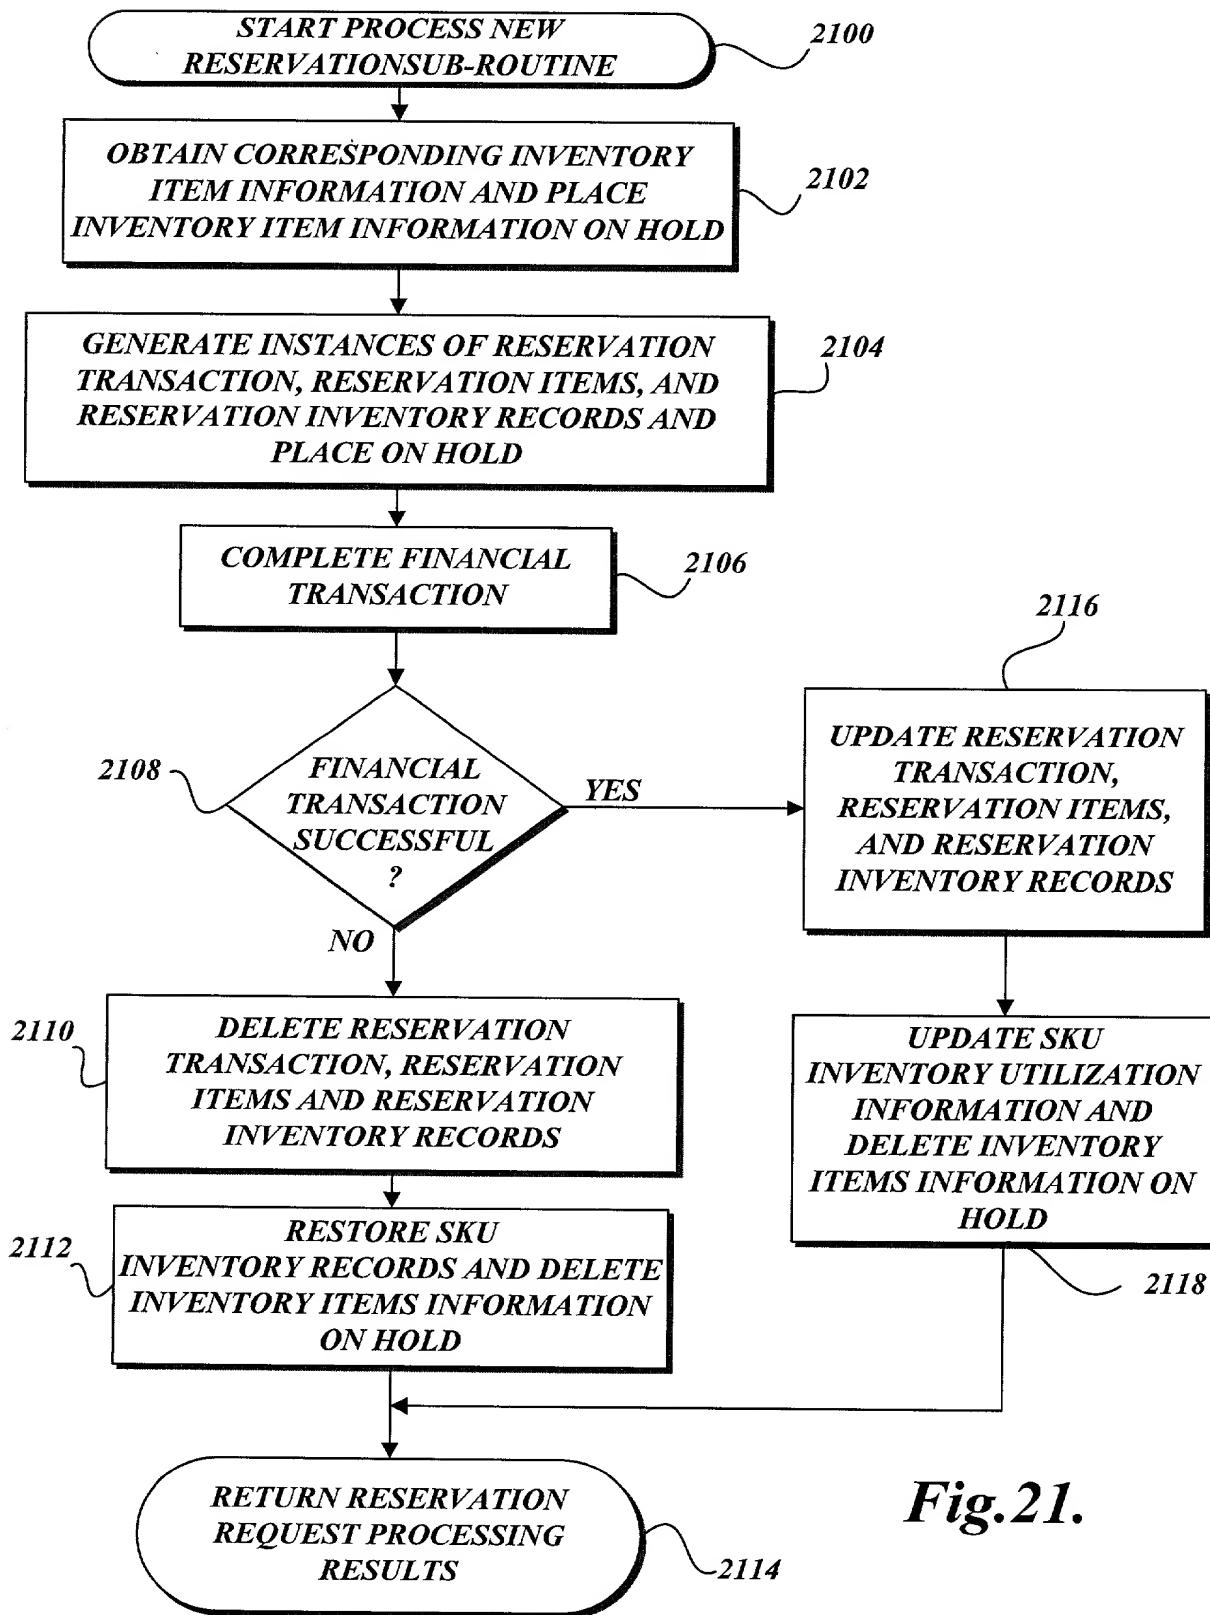 START PROCESS NEW
RESERVATIONSUB-ROUTINE
2100
OBTAIN CORRESPONDING INVENTORY
ITEM INFORMATION AND PLACE
INVENTORY ITEM INFORMATION ON HOLD
2102
GENERATE INSTANCES OF RESERVATION
TRANSACTION, RESERVATION ITEMS, AND
RESERVATION INVENTORY RECORDS AND
PLACE ON HOLD
2104
COMPLETE FINANCIAL
TRANSACTION
2106
2108
FINANCIAL
TRANSACTION
SUCCESSFUL
?
YES
NO
2116
UPDATE RESERVATION
TRANSACTION,
RESERVATION ITEMS,
AND RESERVATION
INVENTORY RECORDS
2110
DELETE RESERVATION
TRANSACTION, RESERVATION
ITEMS AND RESERVATION
INVENTORY RECORDS
UPDATE SKU
INVENTORY UTILIZATION
INFORMATION AND
DELETE INVENTORY
ITEMS INFORMATION ON
HOLD
2118
2112
RESTORE SKU
INVENTORY RECORDS AND DELETE
INVENTORY ITEMS INFORMATION
ON HOLD
RETURN RESERVATION
REQUEST PROCESSING
RESULTS
2114
Fig.21.